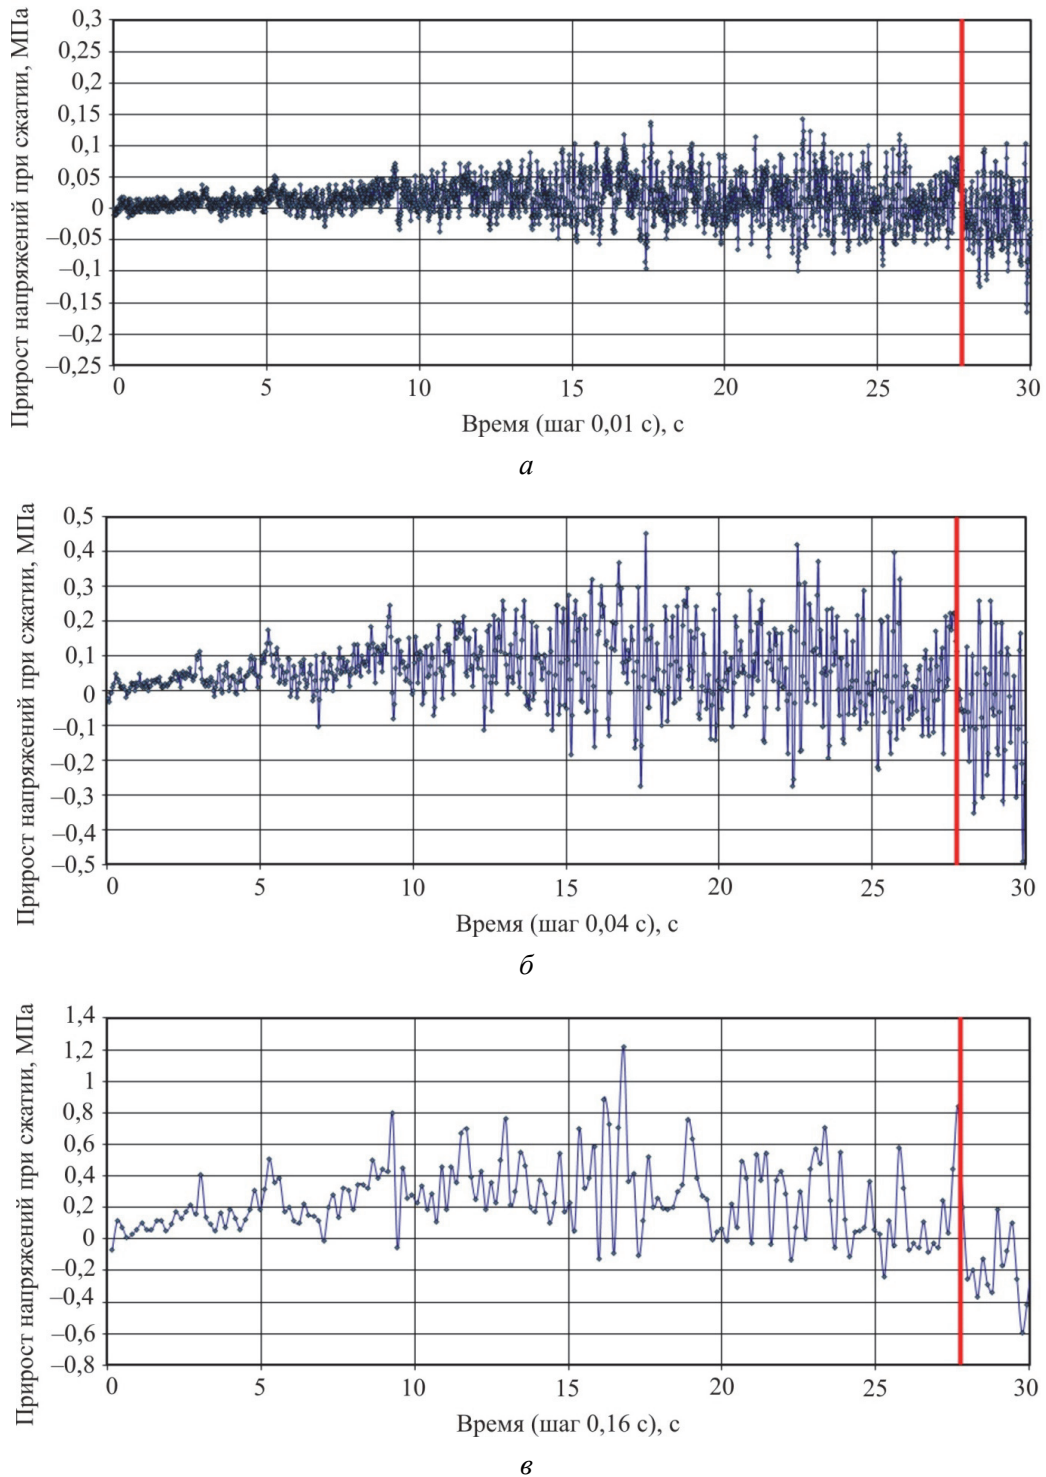 Прирост напряжений при сжатии, МПа
0,3
0,25
0,2
0,15
0,1
0,05
0
–0,05
–0,1
–0,15
–0,2
–0,25
0 5 10 15 20 25 30
Время (шаг 0,01 с), с
а
Прирост напряжений при сжатии, МПа
0,5
0,4
0,3
0,2
0,1
0
–0,1
–0,2
–0,3
–0,4
–0,5
0 5 10 15 20 25 30
Время (шаг 0,04 с), с
б
Прирост напряжений при сжатии, МПа
1,4
1,2
1
0,8
0,6
0,4
0,2
0
–0,2
–0,4
–0,6
–0,8
0 5 10 15 20 25 30
Время (шаг 0,16 с), с
в